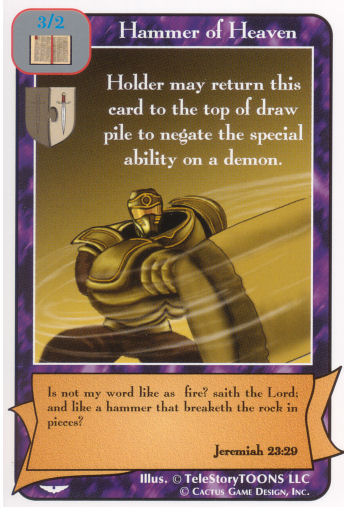 3/2
Hammer of Heaven
Holder may return this
card to the top of draw
pile to negate the special
ability on a demon.
Is not my word like as fire? saith the Lord;
and like a hammer that breaketh the rock in
pieces?
Jeremiah 23:29
Illus. © TeleStoryTOONS LLC
© Cactus Game Design, Inc.